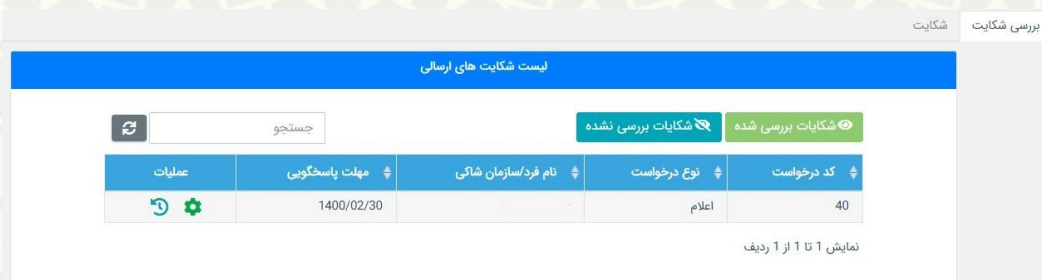 بررسی شکایت شکایت
لیست شکایت های ارسالی
شکایات بررسی شده شکایات بررسی نشده جستجو
کد درخواست نوع درخواست نام فرد/سازمان شاکی مهلت پاسخگویی عملیات
40 اعلام 1400/02/30
نمایش 1 تا 1 از 1 ردیف